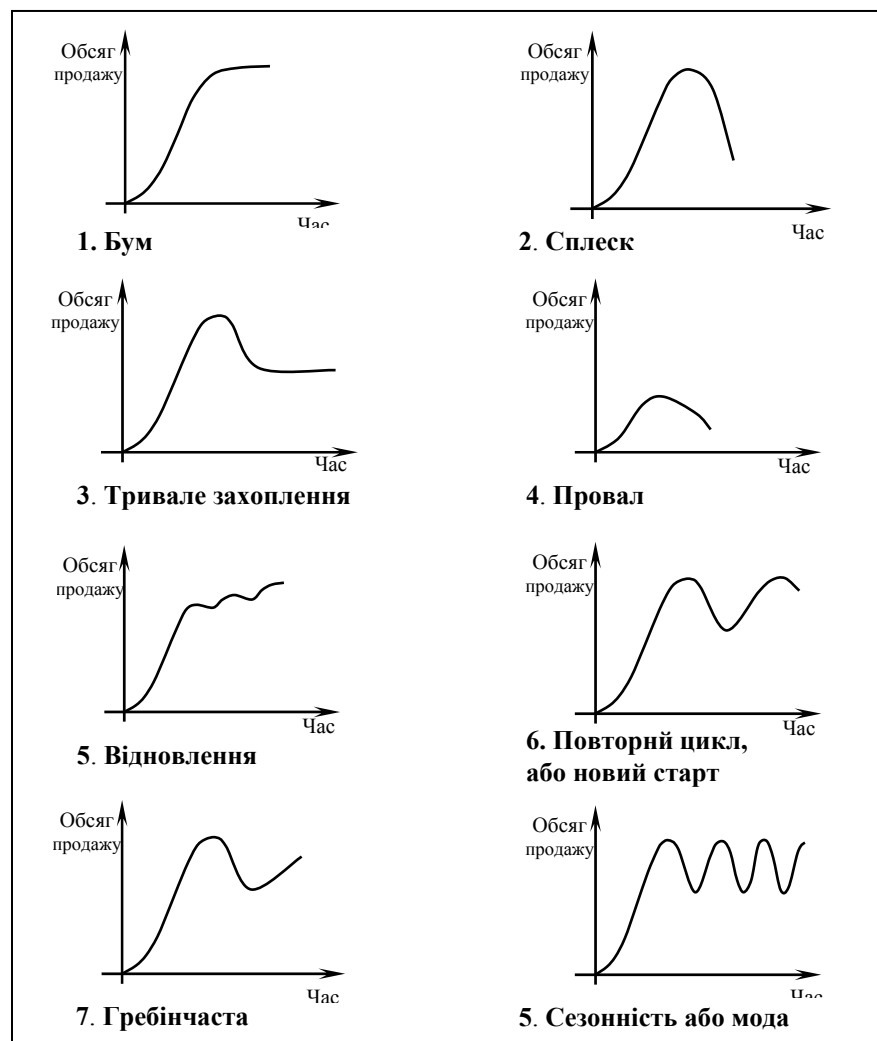 Обсяг
продажу
Час
1. Бум
Обсяг
продажу
Час
2. Сплеск
Обсяг
продажу
Час
3. Тривале захоплення
Обсяг
продажу
Час
4. Провал
Обсяг
продажу
Час
5. Відновлення
Обсяг
продажу
Час
6. Повторнй цикл,
або новий старт
Обсяг
продажу
Час
7. Гребінчаста
Обсяг
продажу
Час
5. Сезонність або мода